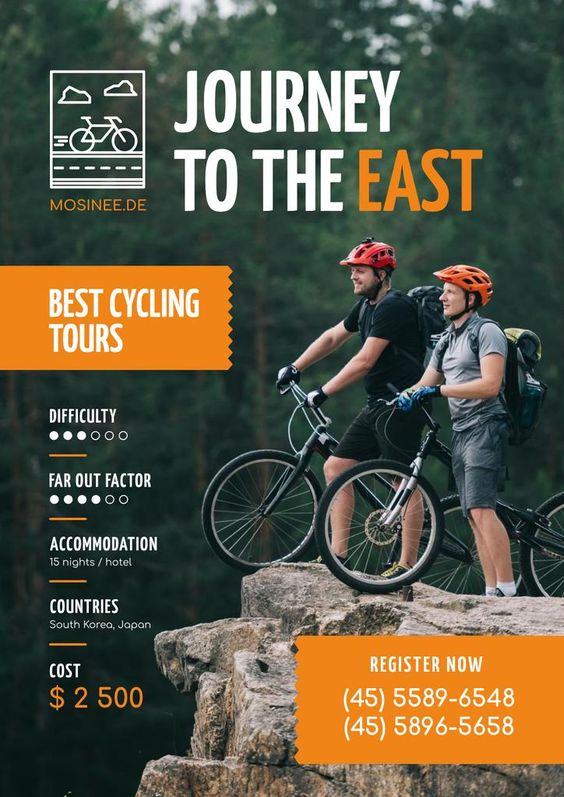 JOURNEY
TO THE EAST
MOSINEE.DE
BEST CYCLING
TOURS
DIFFICULTY
FAR OUT FACTOR
ACCOMMODATION
15 nights / hotel
COUNTRIES
South Korea, Japan
COST
$ 2 500
REGISTER NOW
(45) 5589-6548
(45) 5896-5658